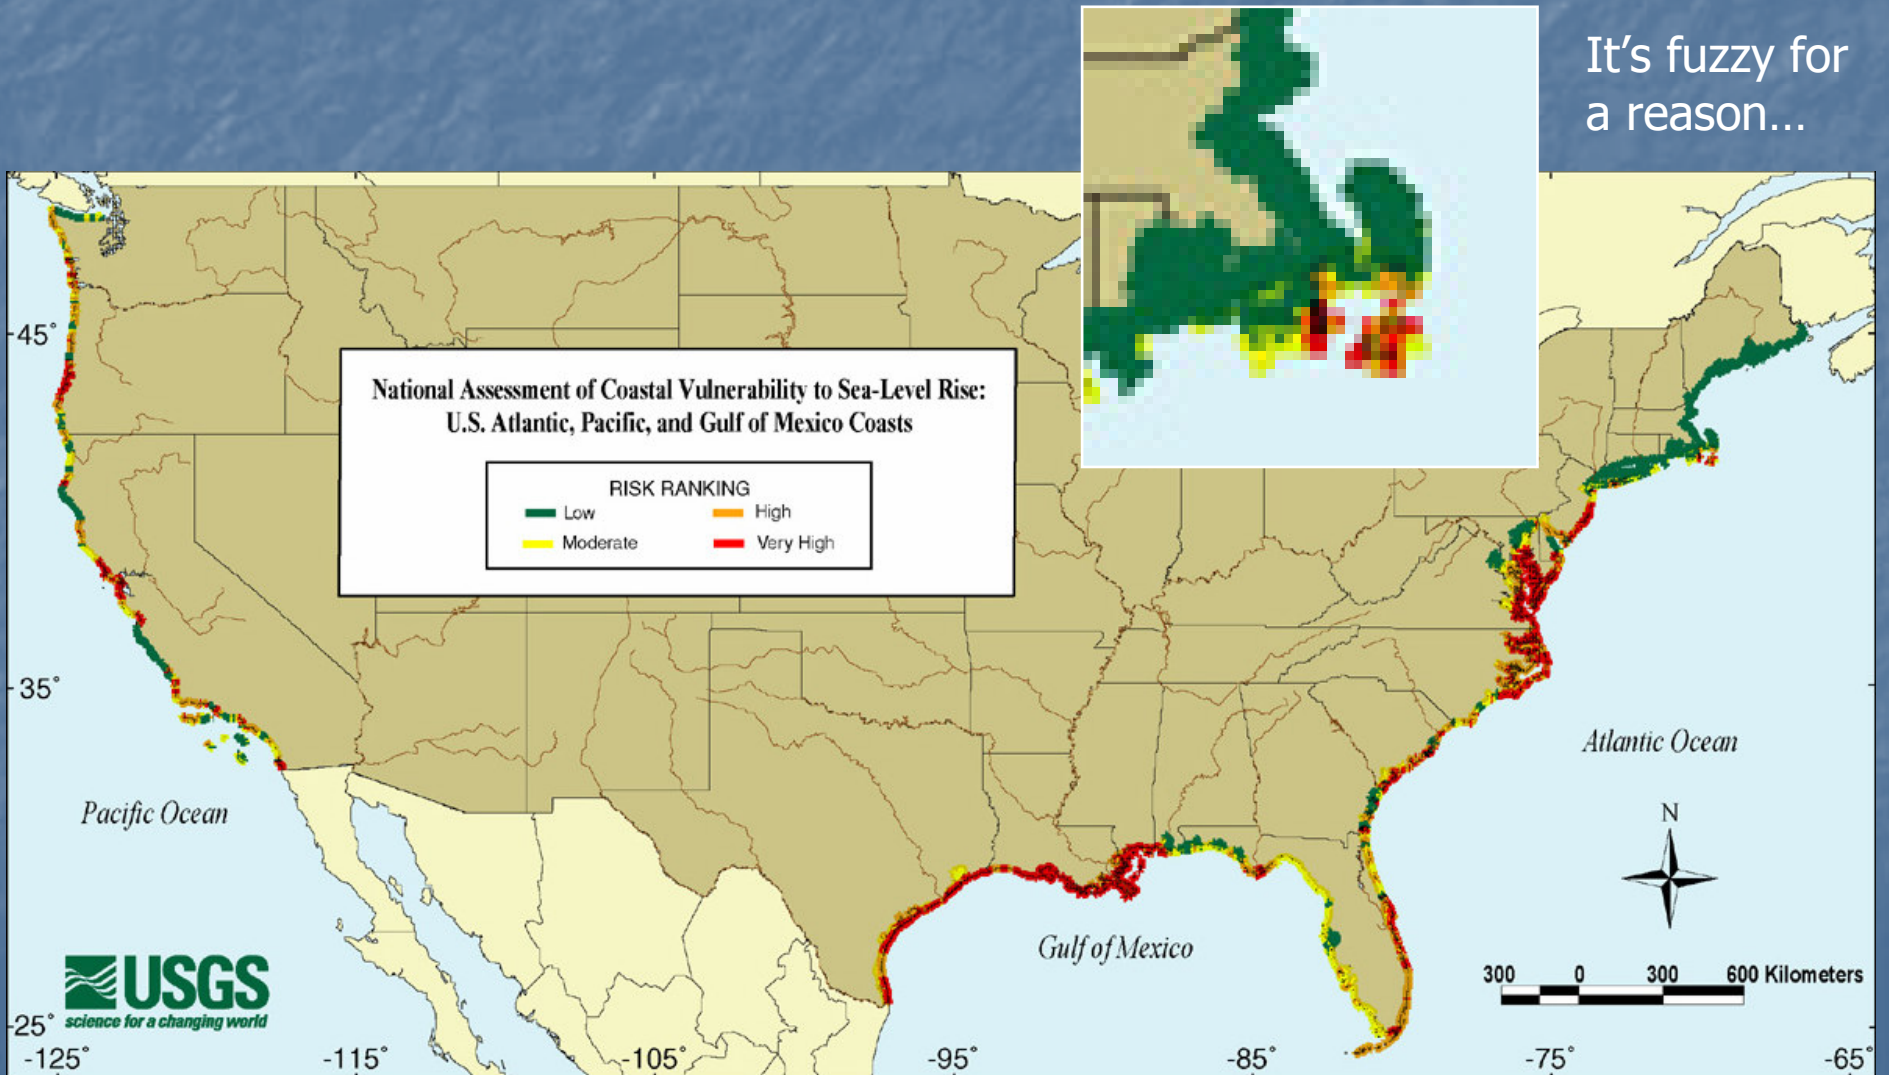 It’s fuzzy for
a reason…
National Assessment of Coastal Vulnerability to Sea-Level Rise:
U.S. Atlantic, Pacific, and Gulf of Mexico Coasts
RISK RANKING
Low
High
Moderate
Very High
45°
35°
25°
Pacific Ocean
Atlantic Ocean
Gulf of Mexico
N
300 0 300 600 Kilometers
USGS
science for a changing world
-125° -115° -105° -95° -85° -75° -65°